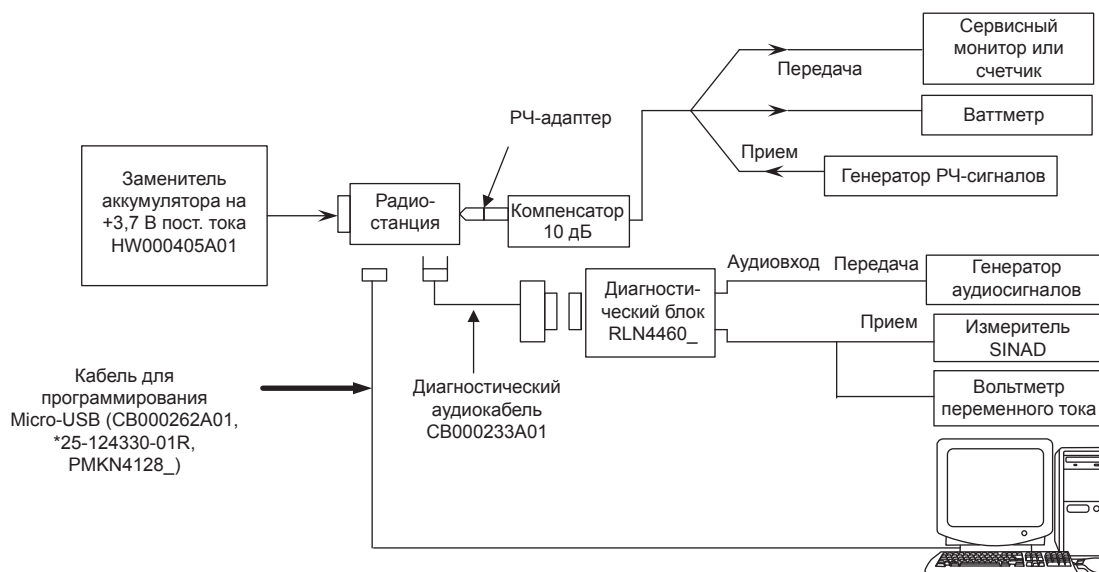 Сервисный
монитор или
счетчик
Передача
Ваттметр
РЧ-адаптер
Прием
Генератор РЧ-сигналов
Заменитель
аккумулятора на
+3,7 В пост. тока
HW000405A01
Радио-
станция
Компенсатор
10 дБ
Аудиовход
Передача
Генератор
аудиосигналов
Диагности-
ческий блок
RLN4460_
Прием
Измеритель
SINAD
Вольтметр
переменного тока
Кабель для
программирования
Micro-USB (CB000262A01,
*25-124330-01R,
PMKN4128_)
Диагностический
аудиокабель
CB000233A01